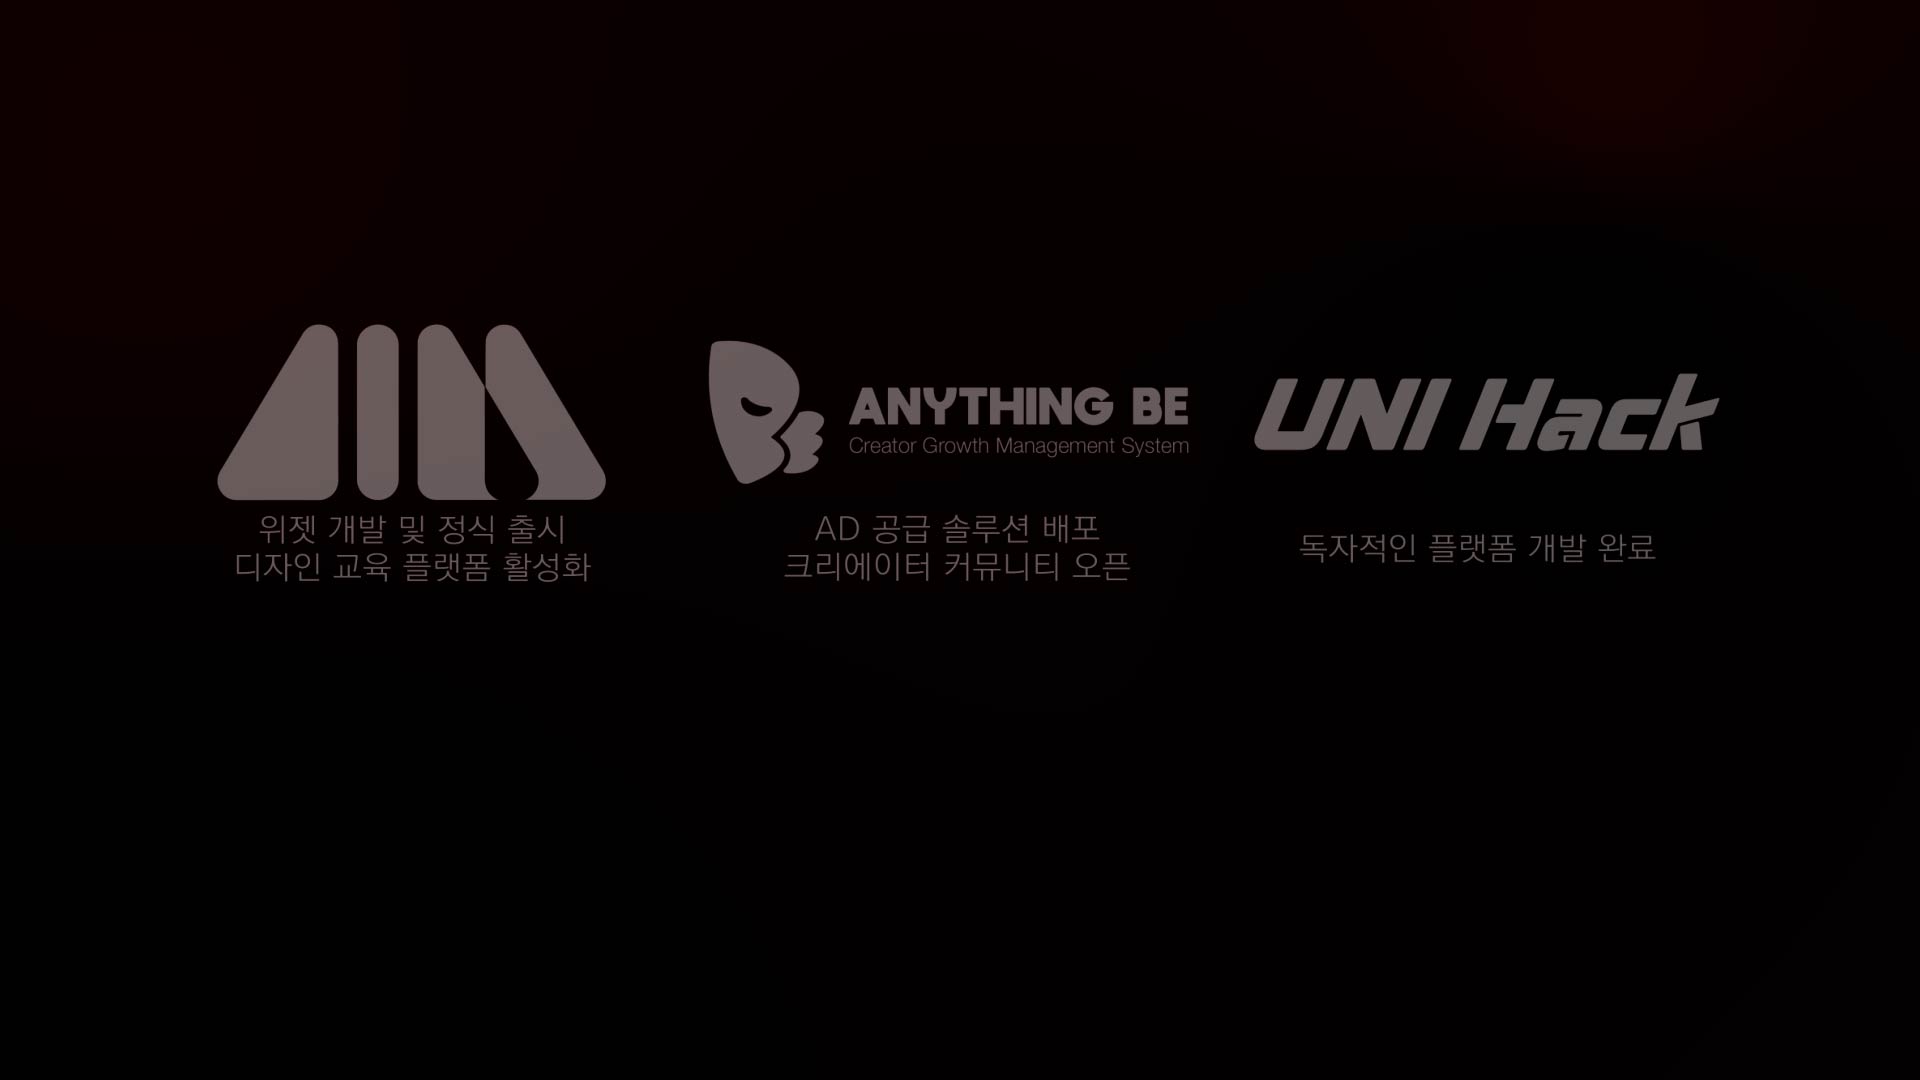 ANYTHING BE
Creator Growth Management System
UNI Hack
위젯 개발 및 정식 출시
디자인 교육 플랫폼 활성화
AD 공급 솔루션 배포
크리에이터 커뮤니티 오픈
독자적인 플랫폼 개발 완료